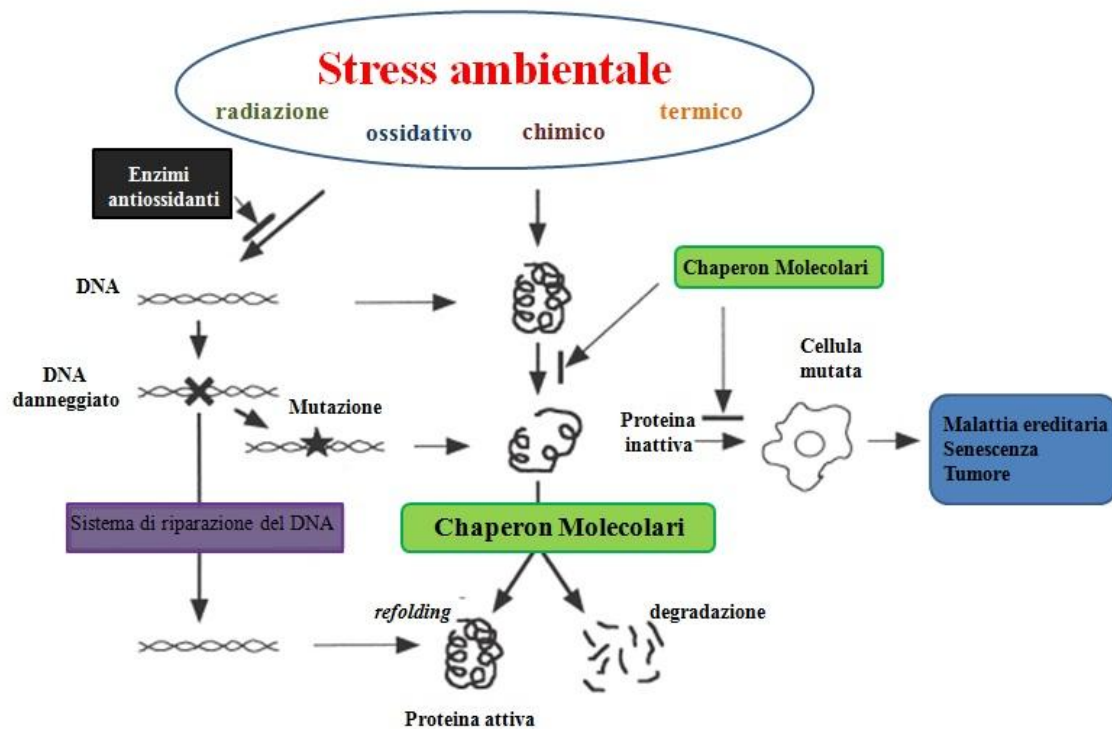 Stress ambientale
radiazione
ossidativo
chimico
termico
Enzimi
antiossidanti
Chaperon Molecolari
DNA
Cellula
mutata
DNA
danneggiato
Mutazione
Proteina
inattiva
Malattia ereditaria
Senescenza
Tumore
Sistema di riparazione del DNA
Chaperon Molecolari
refolding
degradazione
Proteina attiva